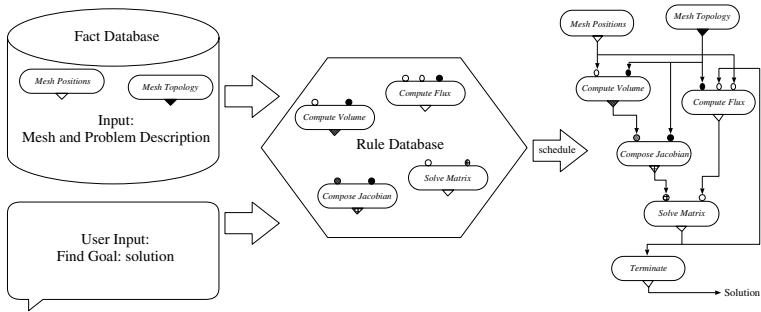 Fact Database
Mesh Positions
Mesh Topology
Input:
Mesh and Problem Description
User Input:
Find Goal: solution
Compute Flux
Compute Volume
Rule Database
Solve Matrix
Compose Jacobian
schedule
Mesh Positions
Mesh Topology
Compute Volume
Compute Flux
Compose Jacobian
Solve Matrix
Terminate
Solution